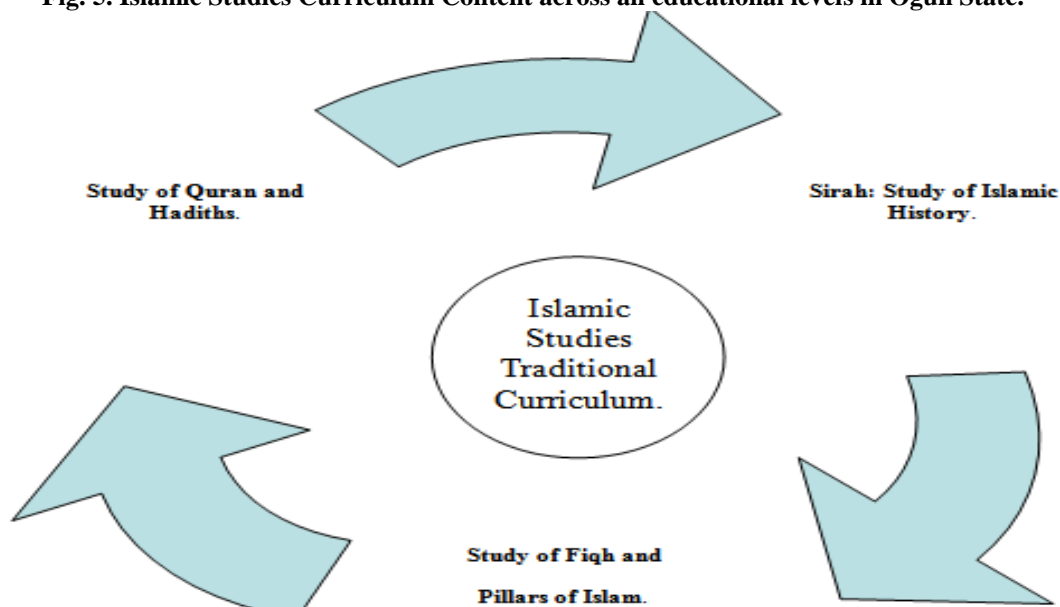 Fig. 3. Islamic Studies Curriculum Content across all educational levels in Ogun State.
Study of Quran and
Hadiths.
Sirah: Study of Islamic
History.
Islamic
Studies
Traditional
Curriculum.
Study of Fiqh and
Pillars of Islam.